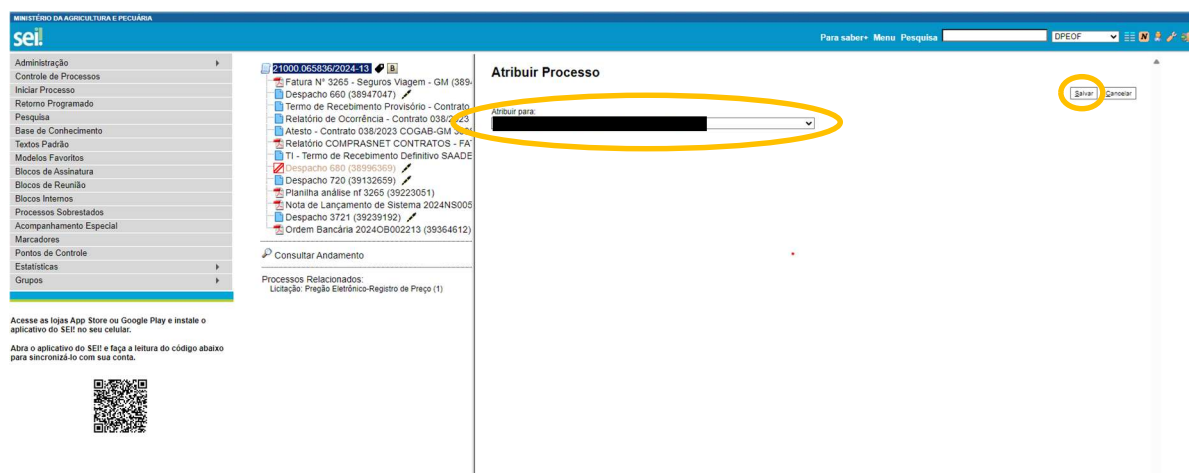 MINISTÉRIO DA AGRICULTURA E PECUÁRIA
sei!
Para saber+ Menu Pesquisa
DPEOF
N
Administração
Controle de Processos
Iniciar Processo
Retorno Programado
Pesquisa
Base de Conhecimento
Textos Padrão
Modelos Favoritos
Blocos de Assinatura
Blocos de Reunião
Blocos Internos
Processos Sobrestados
Acompanhamento Especial
Marcadores
Pontos de Controle
Estatísticas
Grupos
Acesse as lojas App Store ou Google Play e instale o
aplicativo do SEI! no seu celular.
Abra o aplicativo do SEI! e faça a leitura do código abaixo
para sincronizá-lo com sua conta.
21000.065836/2024-13 B
Fatura N° 3265 - Seguros Viagem - GM (389
Despacho 660 (38947047)
Termo de Recebimento Provisório - Contrato
Relatório de Ocorrência - Contrato 038/2023
Atesto - Contrato 038/2023 COGAB-GM
Relatório COMPRASNET CONTRATOS - FA
TI - Termo de Recebimento Definitivo SAADE
Despacho 680 (38996369)
Despacho 720 (39132659)
Planilha análise nf 3265 (39223051)
Nota de Lançamento de Sistema 2024NS005
Despacho 3721 (39239192)
Ordem Bancária 2024OB002213 (39364612)
Consultar Andamento
Processos Relacionados:
Licitação: Pregão Eletrônico-Registro de Preço (1)
Atribuir Processo
Salvar Cancelar
Atribuir para: